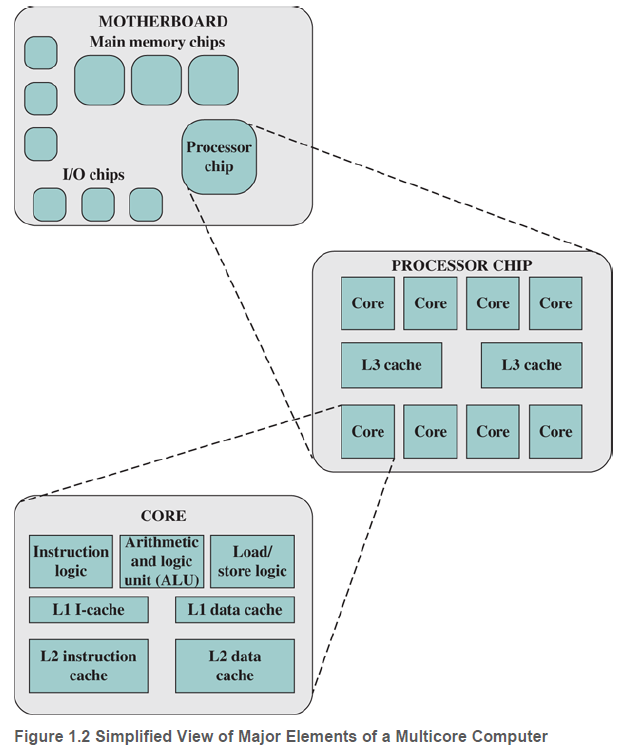 MOTHERBOARD
Main memory chips
Processor
chip
I/O chips
PROCESSOR CHIP
Core
Core
Core
Core
L3 cache
L3 cache
Core
Core
Core
Core
CORE
Instruction
logic
Arithmetic
and logic
unit (ALU)
Load/
store logic
L1 I-cache
L1 data cache
L2 instruction
cache
L2 data
cache
Figure 1.2 Simplified View of Major Elements of a Multicore Computer